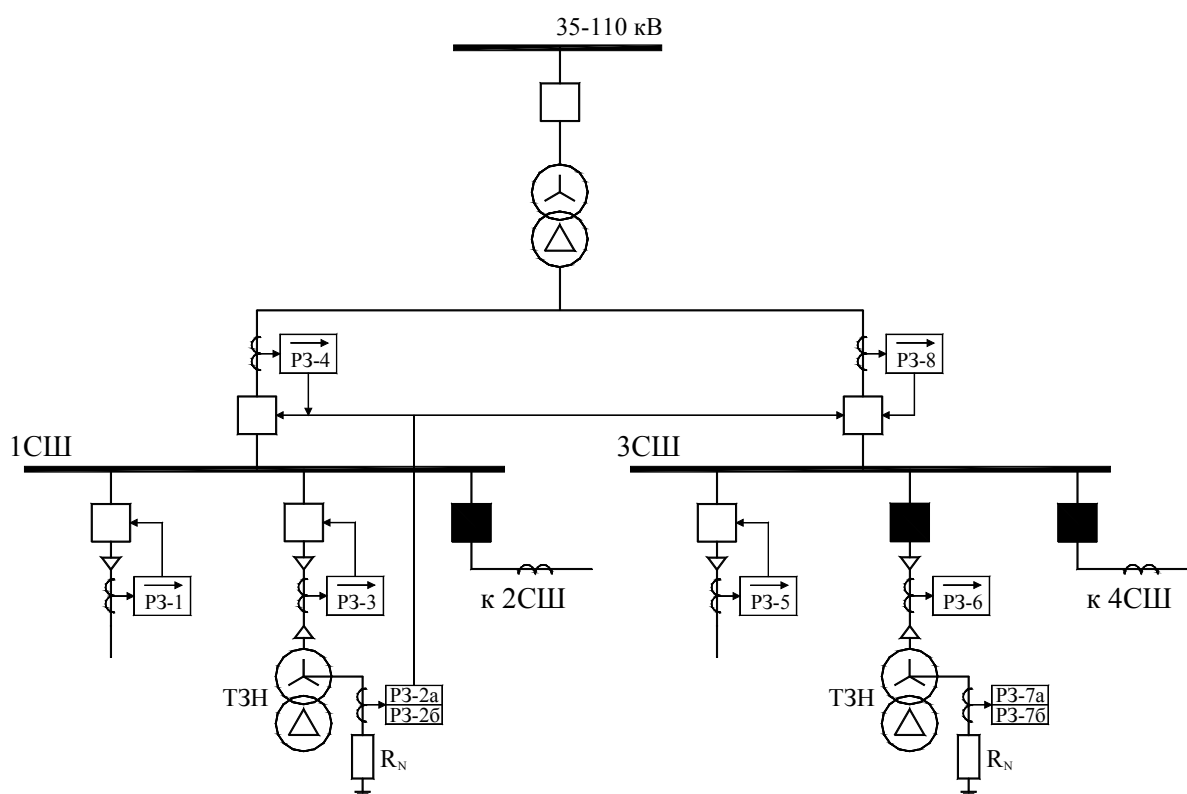 35-110 кВ
РЗ-4
РЗ-8
1СШ
3СШ
РЗ-1
РЗ-3
к 2СШ
РЗ-5
РЗ-6
к 4СШ
ТЗН
РЗ-2а
РЗ-2б
R_N
ТЗН
РЗ-7а
РЗ-7б
R_N